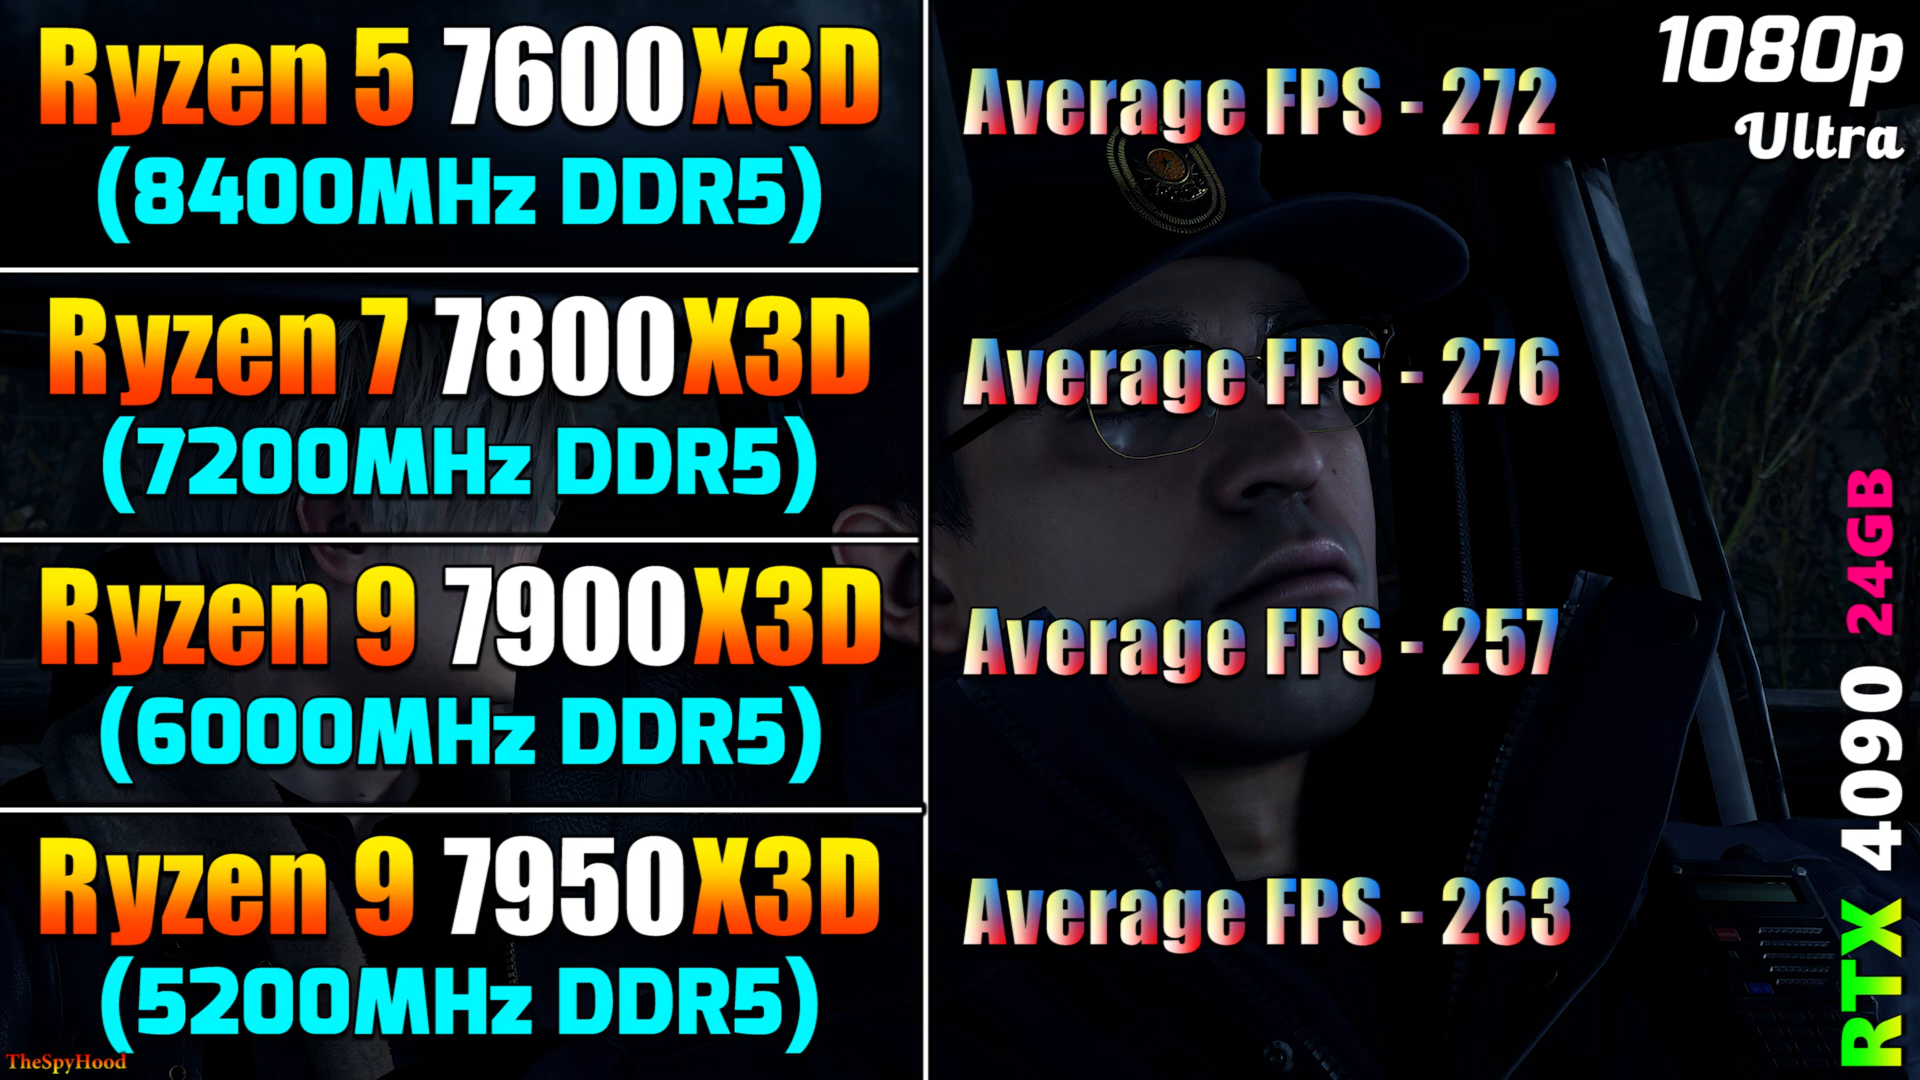 Ryzen 5 7600X3D
(8400MHz DDR5)
Average FPS - 272
1080p
Ultra
Ryzen 7 7800X3D
(7200MHz DDR5)
Average FPS - 276
Ryzen 9 7900X3D
(6000MHz DDR5)
Average FPS - 257
Ryzen 9 7950X3D
(5200MHz DDR5)
Average FPS - 263
RTX 4090 24GB
TheSpyHood